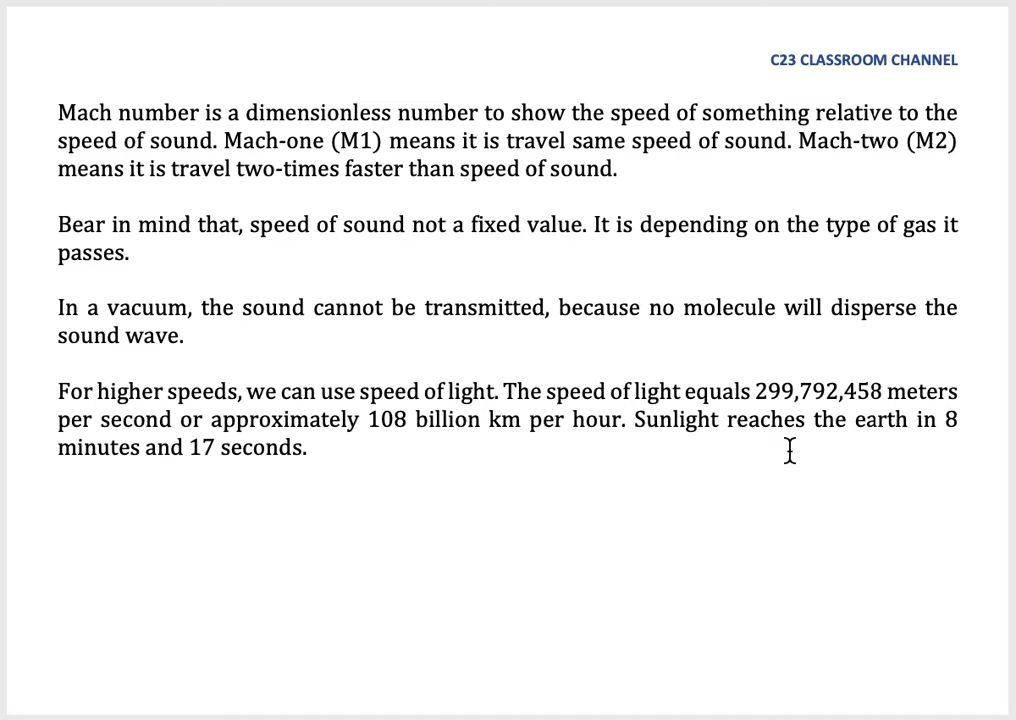 C23 CLASSROOM CHANNEL
Mach number is a dimensionless number to show the speed of something relative to the
speed of sound. Mach-one (M1) means it is travel same speed of sound. Mach-two (M2)
means it is travel two-times faster than speed of sound.
Bear in mind that, speed of sound not a fixed value. It is depending on the type of gas it
passes.
In a vacuum, the sound cannot be transmitted, because no molecule will disperse the
sound wave.
For higher speeds, we can use speed of light. The speed of light equals 299,792,458 meters
per second or approximately 108 billion km per hour. Sunlight reaches the earth in 8
minutes and 17 seconds.